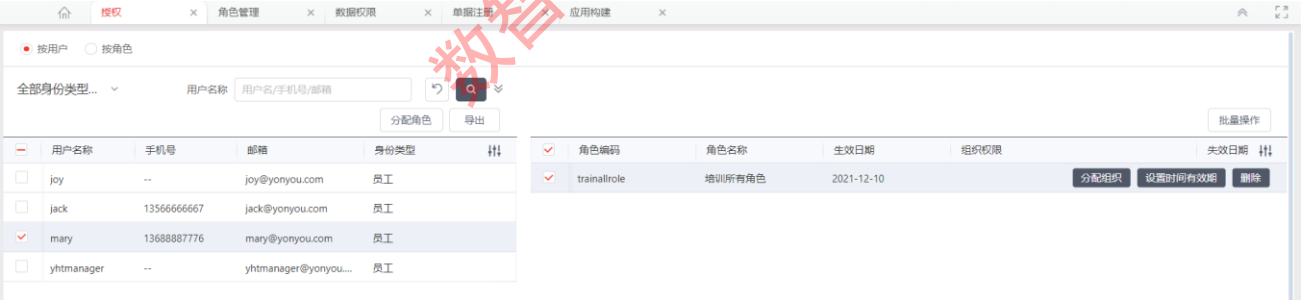 授权 角色管理 数据权限 单据注册 应用构建
按用户 按角色
全部身份类型... 用户名称 用户名/手机号/邮箱
分配角色 导出 批量操作
用户名称 手机号 邮箱 身份类型 角色编码 角色名称 生效日期 组织权限 失效日期
joy -- joy@yonyou.com 员工 trainallrole 培训所有角色 2021-12-10 分配组织 设置时间有效期 删除
jack 13566666667 jack@yonyou.com 员工
mary 13688887776 mary@yonyou.com 员工
yhtmanager -- yhtmanager@yonyou.... 员工
数智